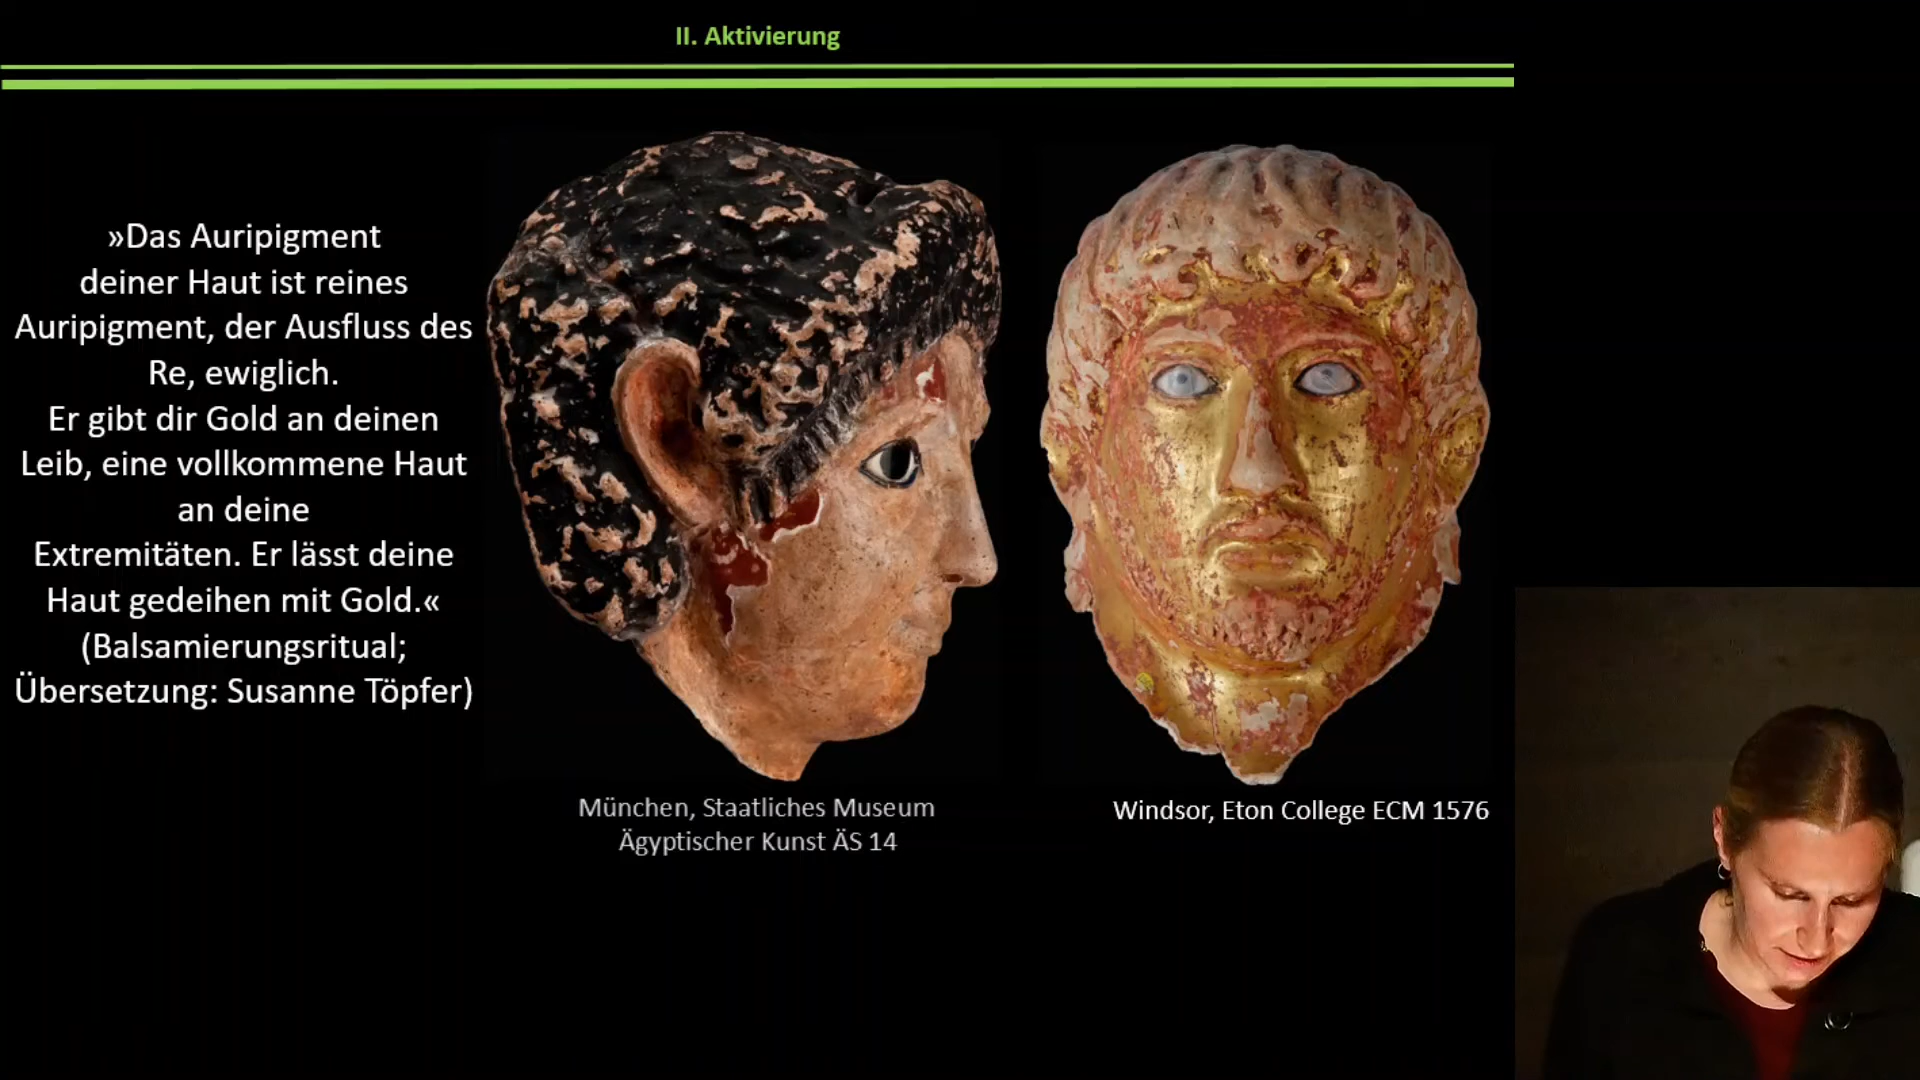 II. Aktivierung
»Das Auripigment
deiner Haut ist reines
Auripigment, der Ausfluss des
Re, ewiglich.
Er gibt dir Gold an deinen
Leib, eine vollkommene Haut
an deine
Extremitäten. Er lässt deine
Haut gedeihen mit Gold.«
(Balsamierungsritual;
Übersetzung: Susanne Töpfer)
München, Staatliches Museum
Ägyptischer Kunst ÄS 14
Windsor, Eton College ECM 1576